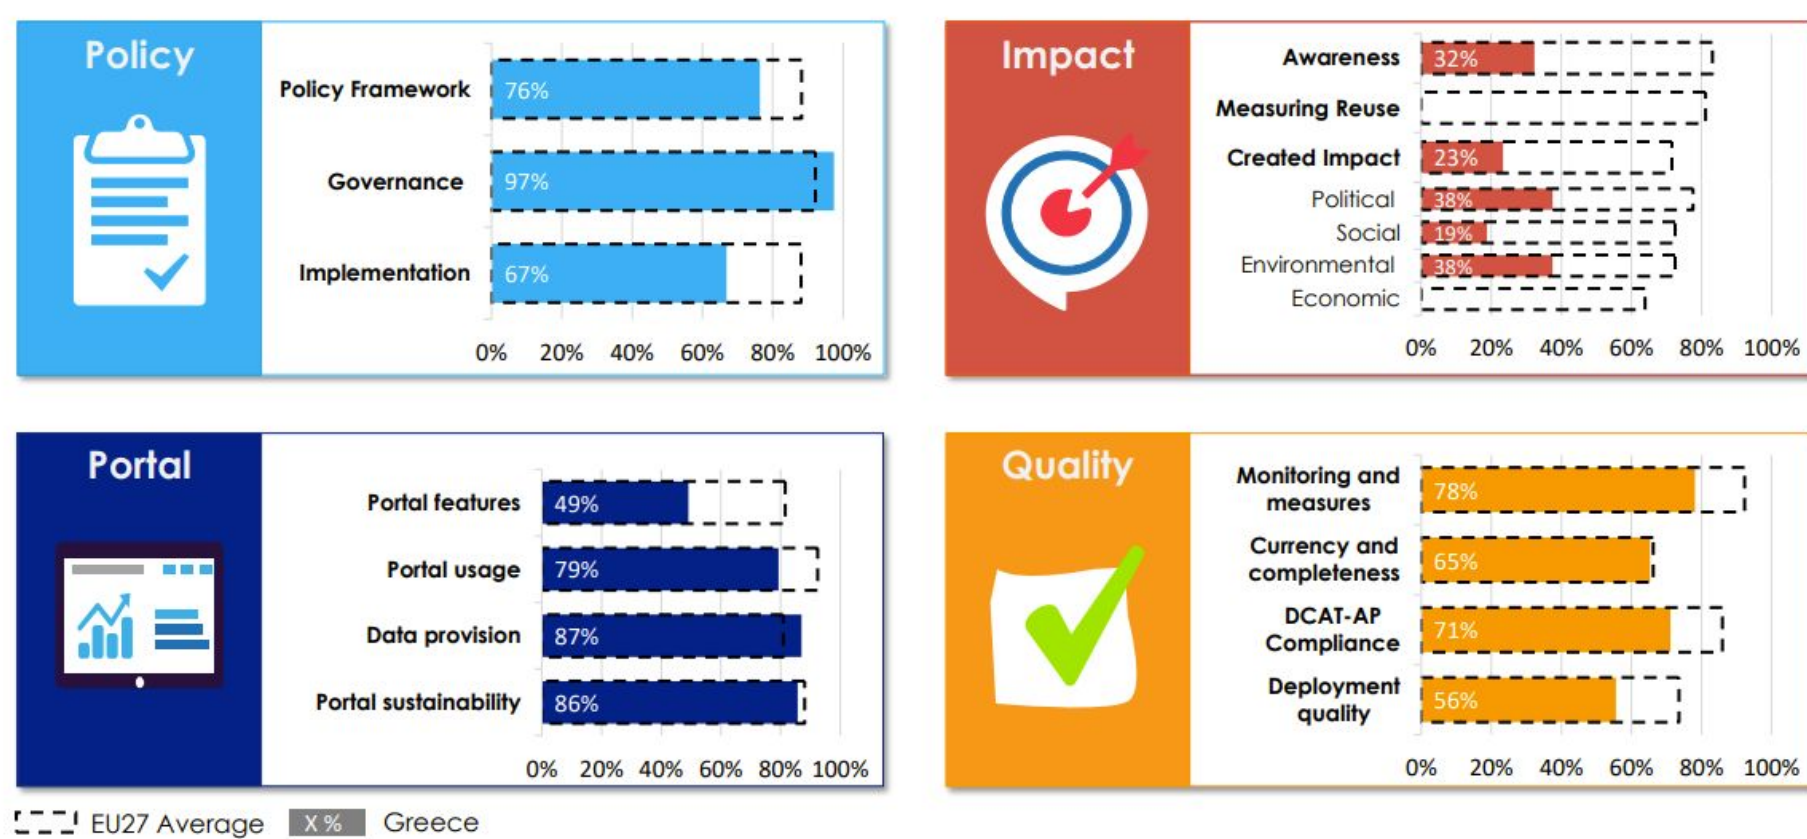 Policy
Policy Framework
76%
Governance
97%
Implementation
67%
0% 20% 40% 60% 80% 100%
Impact
Awareness
32%
Measuring Reuse
Created Impact
23%
Political
38%
Social
19%
Environmental
38%
Economic
0% 20% 40% 60% 80% 100%
Portal
Portal features
49%
Portal usage
79%
Data provision
87%
Portal sustainability
86%
0% 20% 40% 60% 80% 100%
Quality
Monitoring and
measures
78%
Currency and
completeness
65%
DCAT-AP
Compliance
71%
Deployment
quality
56%
0% 20% 40% 60% 80% 100%
EU27 Average X % Greece